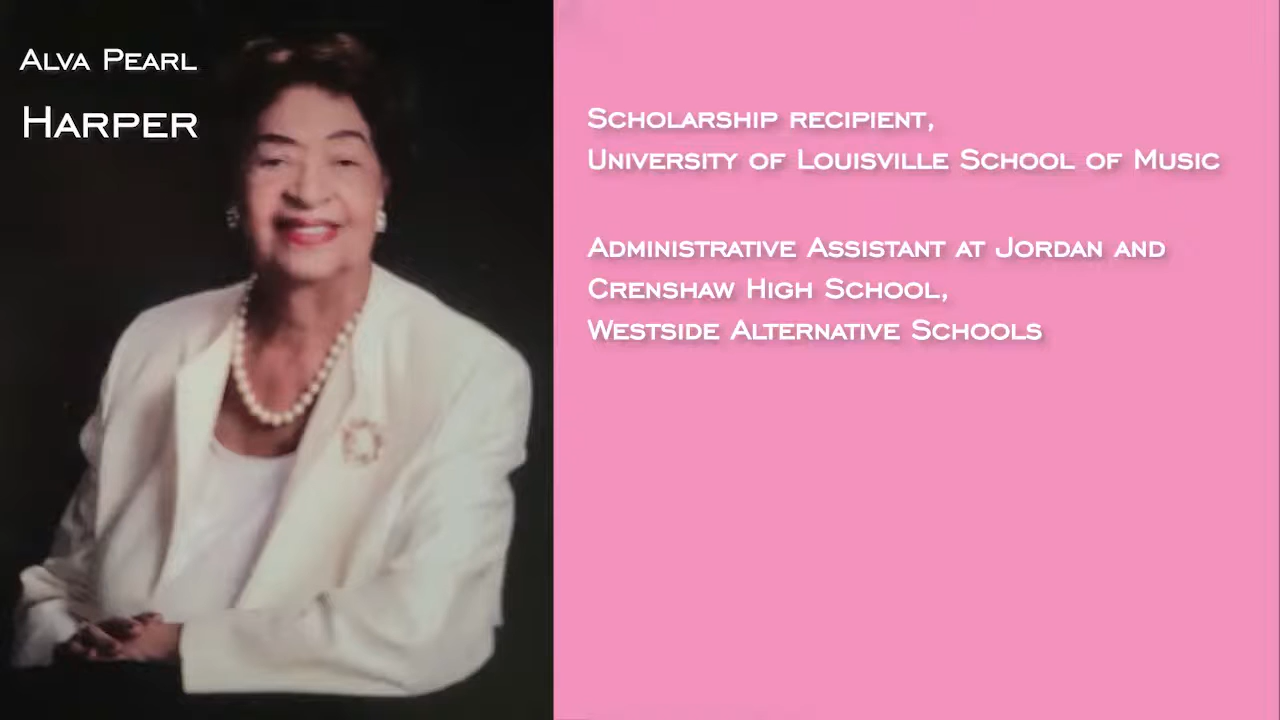 Alva Pearl
Harper
Scholarship recipient,
University of Louisville School of Music
Administrative Assistant at Jordan and
Crenshaw High School,
Westside Alternative Schools